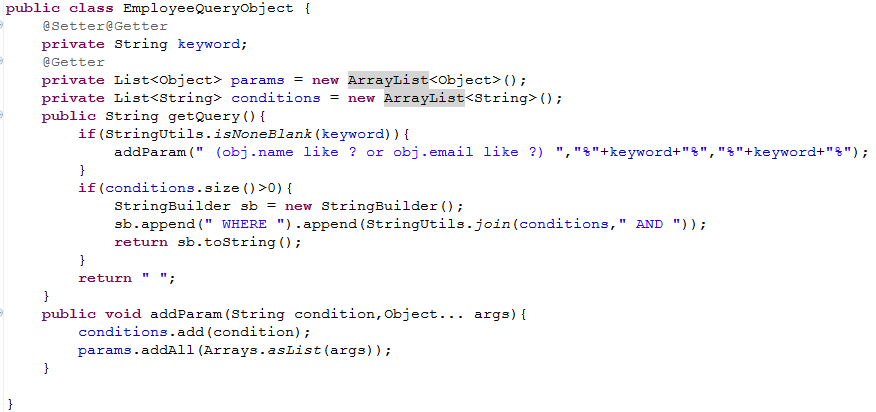 public class EmployeeQueryObject {
    @Setter@Getter
    private String keyword;
    @Getter
    private List<Object> params = new ArrayList<Object>();
    private List<String> conditions = new ArrayList<String>();
    public String getQuery(){
        if(StringUtils.isNoneBlank(keyword)){
            addParam(" (obj.name like ? or obj.email like ?) ","%"+keyword+"%","%"+keyword+"%");
        }
        if(conditions.size()>0){
            StringBuilder sb = new StringBuilder();
            sb.append(" WHERE ").append(StringUtils.join(conditions," AND "));
            return sb.toString();
        }
        return " ";
    }
    public void addParam(String condition,Object... args){
        conditions.add(condition);
        params.addAll(Arrays.asList(args));
    }
}